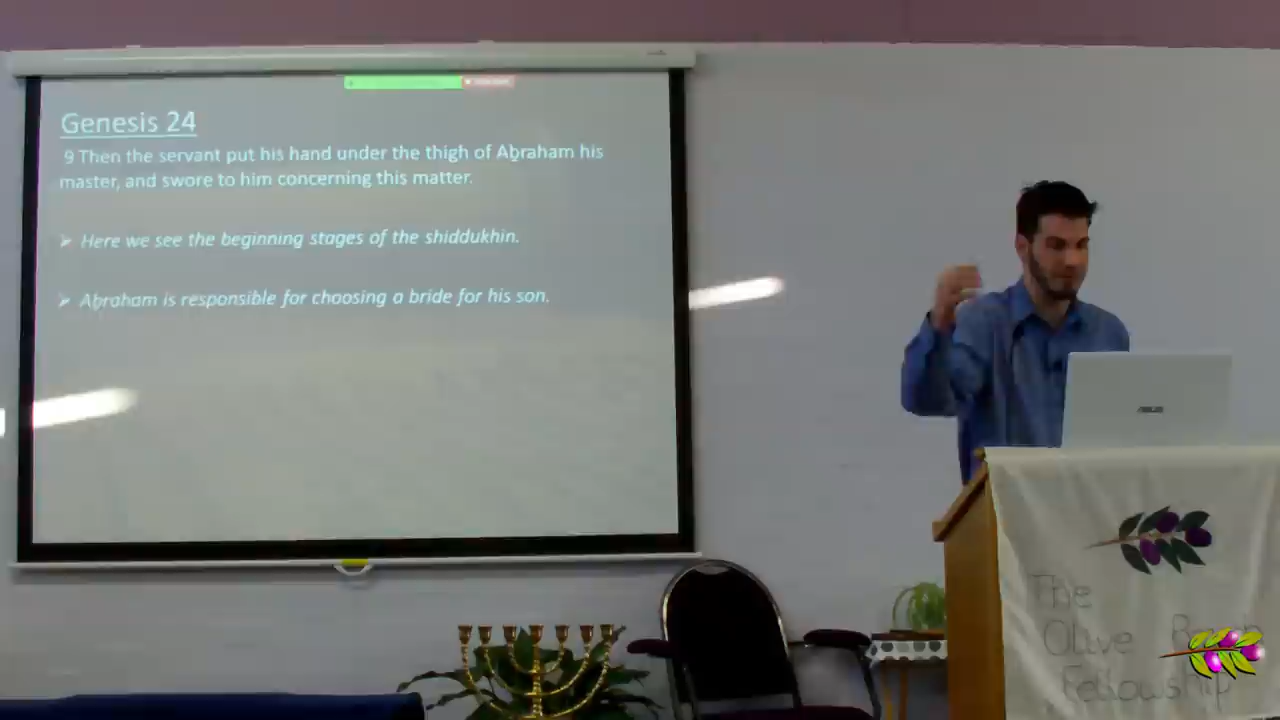 Genesis 24
9 Then the servant put his hand under the thigh of Abraham his
master, and swore to him concerning this matter.
➢ Here we see the beginning stages of the shiddukhin.
➢ Abraham is responsible for choosing a bride for his son.
ASUS
The
Olive
Fellowship